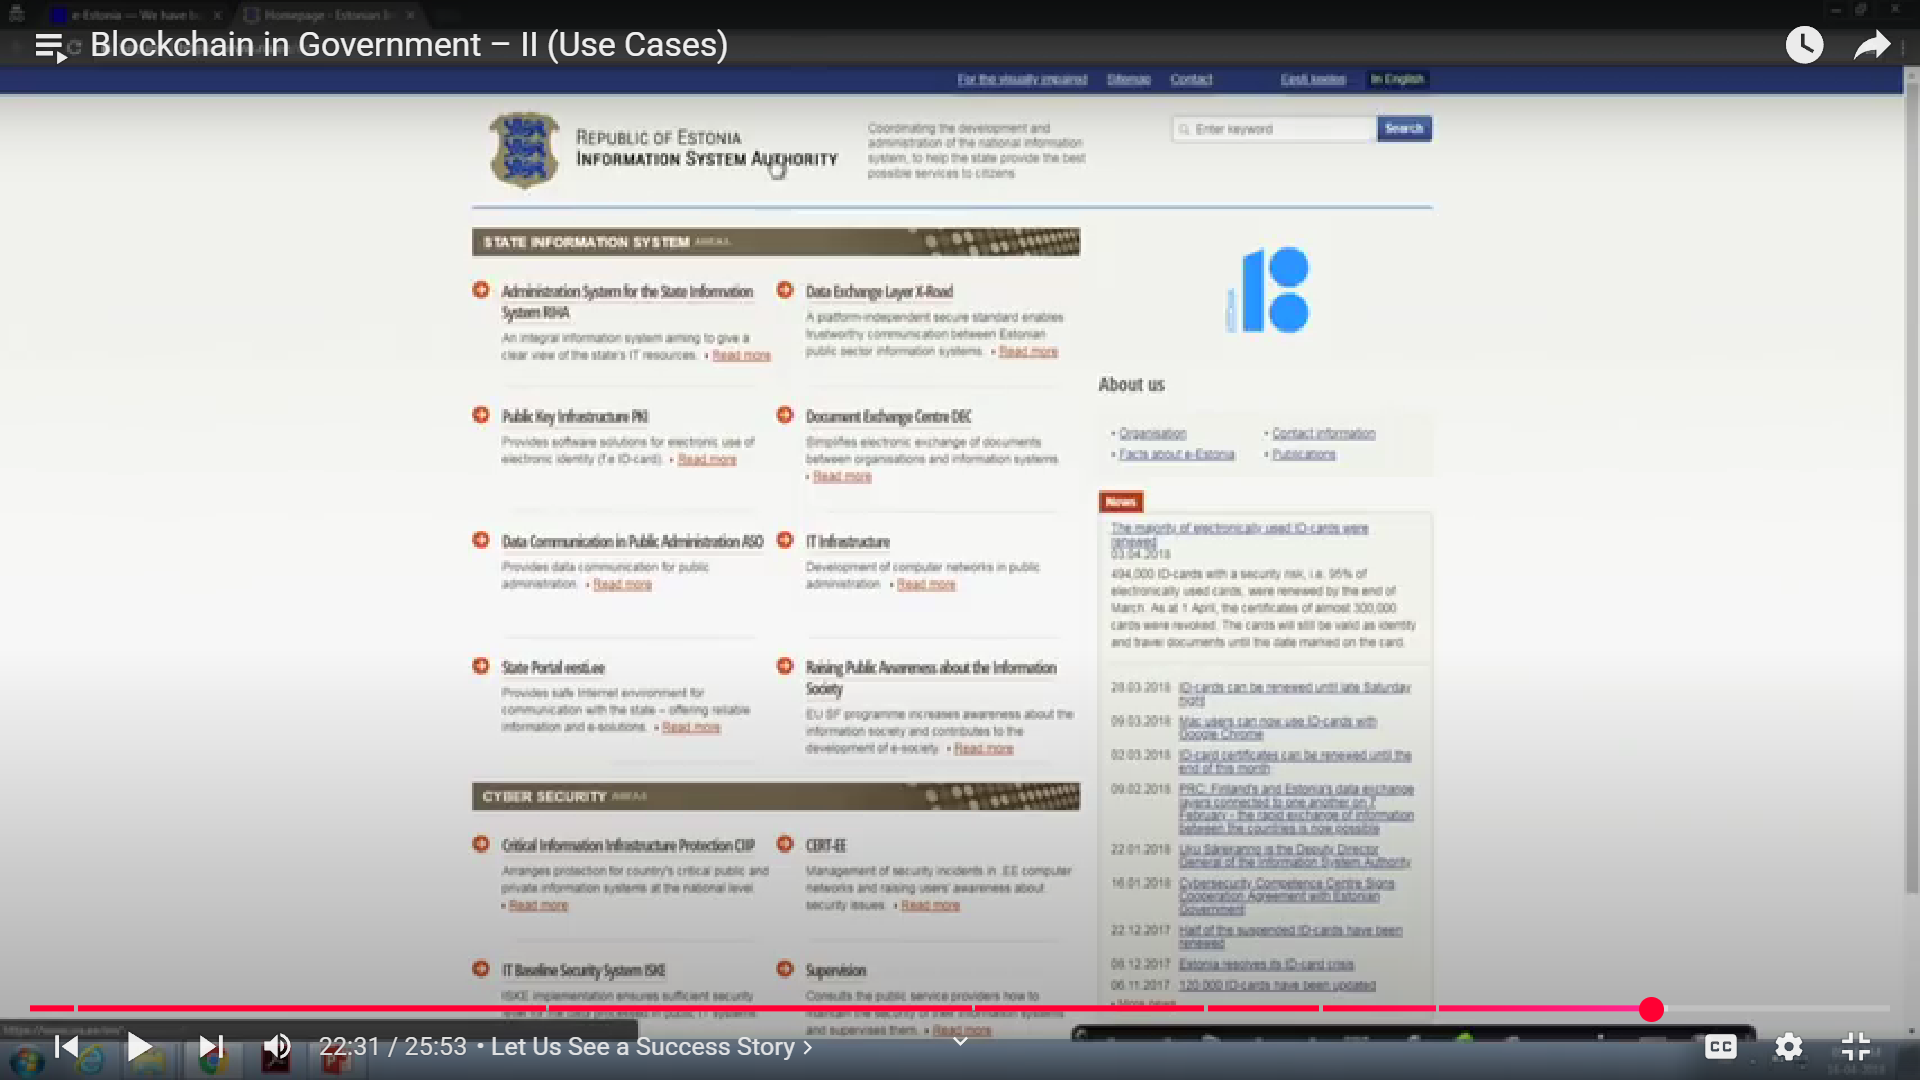 e-Estonia — We have b
Homepage - Estonian In
Blockchain in Government – II (Use Cases)
For the visually impaired
Sitemap
Contact
Eesti keeles
In English
REPUBLIC OF ESTONIA
INFORMATION SYSTEM AUTHORITY
Coordinating the development and
administration of the national information
system, to help the state provide the best
possible services to citizens
Enter keyword
Search
STATE INFORMATION SYSTEM AREAS
Administration System for the State Information
System RIHA
An integral information system aiming to give a
clear view of the state's IT resources. • Read more
Data Exchange Layer X-Road
A platform-independent secure standard enables
trustworthy communication between Estonian
public sector information systems. • Read more
Public Key Infrastructure PKI
Provides software solutions for electronic use of
electronic identity (f.e ID-card). • Read more
Document Exchange Centre DEC
Simplifies electronic exchange of documents
between organisations and information systems.
• Read more
Data Communication in Public Administration ASO
Provides data communication for public
administration. • Read more
IT Infrastructure
Development of computer networks in public
administration • Read more
State Portal eesti.ee
Provides safe Internet environment for
communication with the state – offering reliable
information and e-solutions. • Read more
Raising Public Awareness about the Information
Society
EU SF programme increases awareness about the
information society and contributes to the
development of e-society. • Read more
CYBER SECURITY AREAS
Critical Information Infrastructure Protection CIIP
Arranges protection for country's critical public and
private information systems at the national level
• Read more
CERT-EE
Management of security incidents in .EE computer
networks and raising users' awareness about
security issues. • Read more
IT Baseline Security System ISKE
ISKE implementation ensures sufficient security
level for the data processed in public IT systems
Supervision
Consults the public service providers how to
maintain the security of their information systems
and supervises them. • Read more
18
About us
• Organisation
• Contact information
• Facts about e-Estonia
• Publications
News
The majority of electronically used ID-cards were
renewed
03.04.2018
494,000 ID-cards with a security risk, i.e. 95% of
electronically used cards, were renewed by the end of
March. As at 1 April, the certificates of almost 300,000
cards were revoked. The cards will still be valid as identity
and travel documents until the date marked on the card.
28.03.2018 ID-cards can be renewed until late Saturday
night
09.03.2018 Mac users can now use ID-cards with
Google Chrome
02.03.2018 ID-card certificates can be renewed until the
end of this month
09.02.2018 PRC: Finland's and Estonia's data exchange
layers connected to one another on 7
February - the rapid exchange of information
between the countries is now possible
22.01.2018 Uku Särekanno is the Deputy Director
General of the Information System Authority
16.01.2018 Cybersecurity Competence Centre Signs
Cooperation Agreement with Estonian
Government
22.12.2017 Half of the suspended ID-cards have been
renewed
08.12.2017 Estonia resolves its ID-card crisis
06.11.2017 120 000 ID-cards have been updated
• More news
22:31 / 25:53 • Let Us See a Success Story
CC